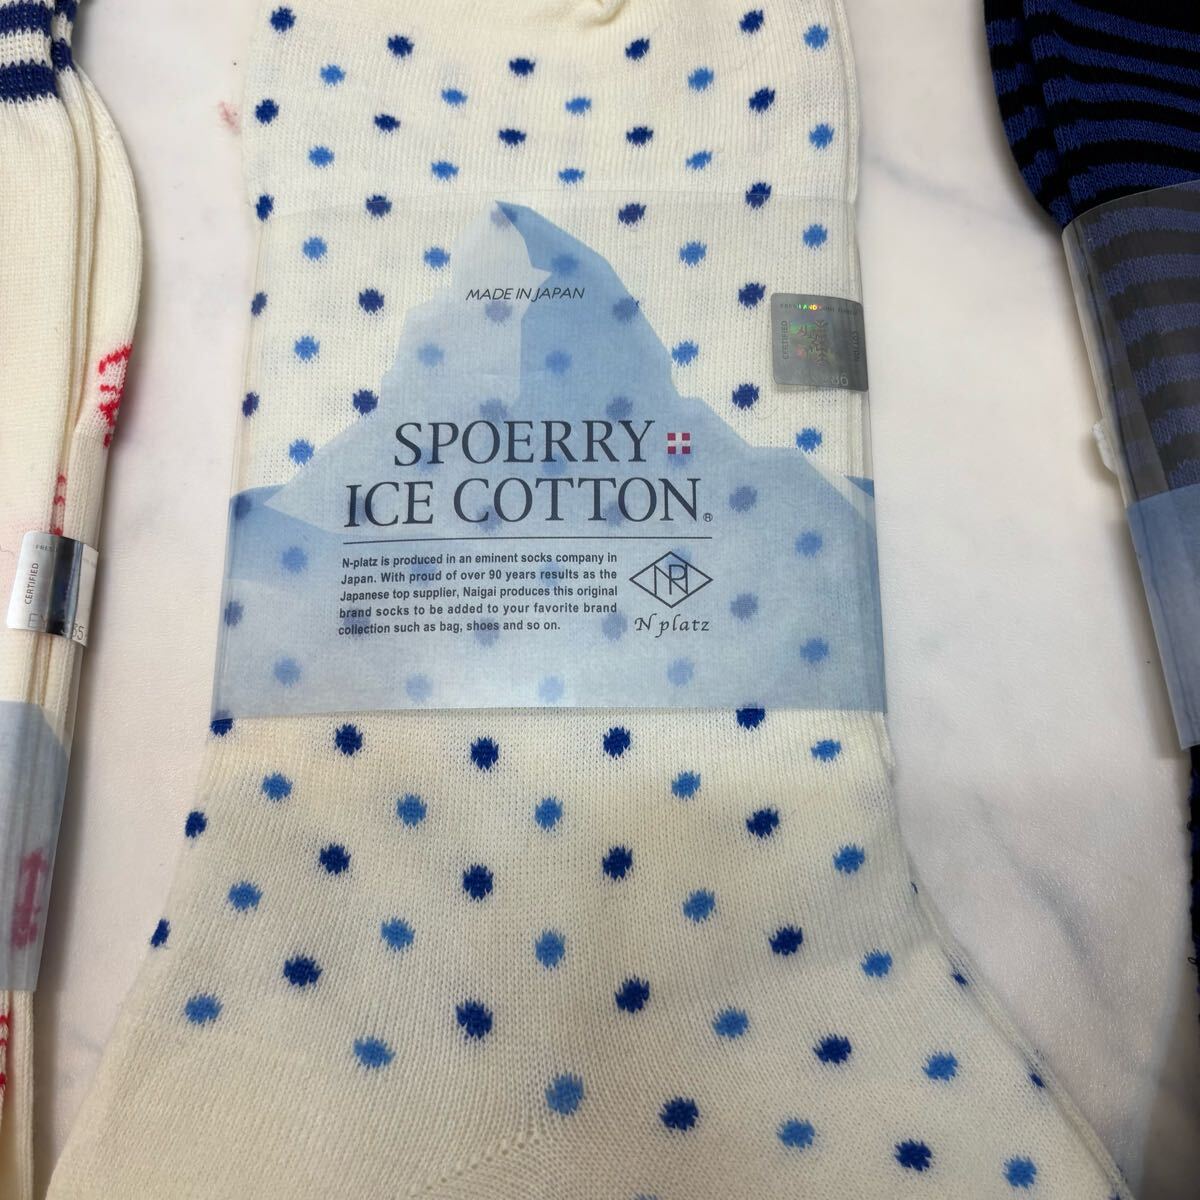 MADE IN JAPAN
CERTIFIED
SPOERRY
ICE COTTON®
N-platz is produced in an eminent socks company in
Japan. With proud of over 90 years results as the
Japanese top supplier, Naigai produces this original
brand socks to be added to your favorite brand
collection such as bag, shoes and so on.
N platz
CERTIFIED